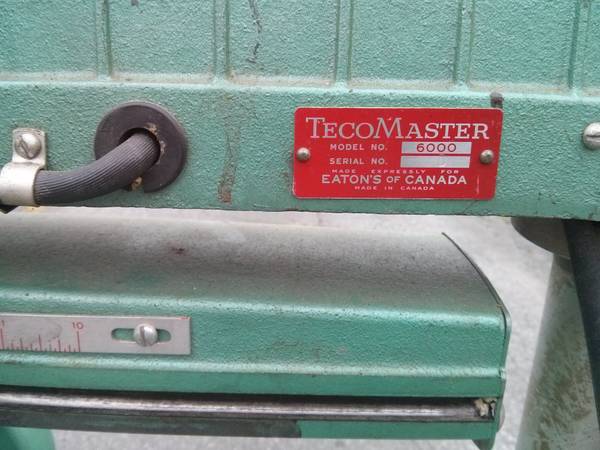 TECOMASTER
MODEL NO. 6000
SERIAL NO.
MADE EXPRESSLY FOR
EATON'S OF CANADA
MADE IN CANADA
10